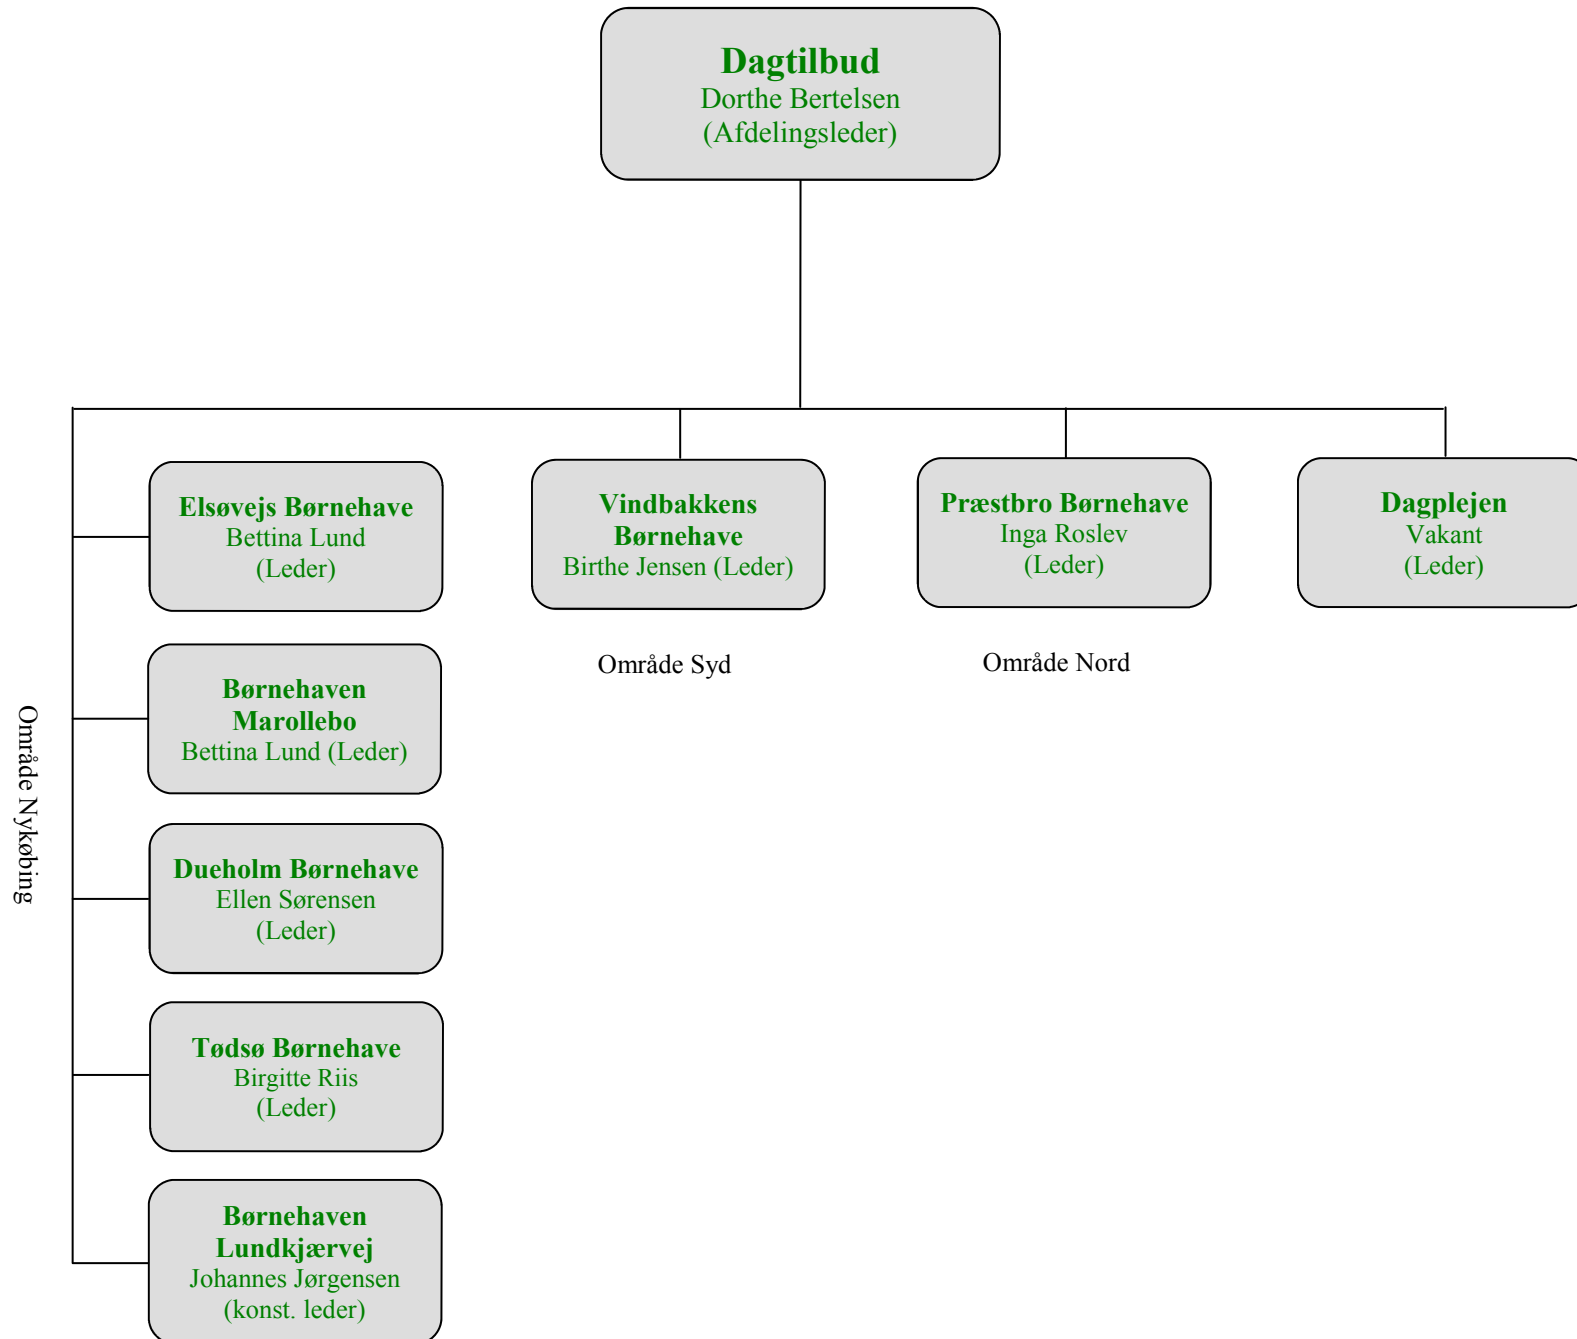 Dagtilbud
Dorthe Bertelsen
(Afdelingsleder)
Elsøvejs Børnehave
Bettina Lund
(Leder)
Vindbakkens
Børnehave
Birthe Jensen (Leder)
Præstbro Børnehave
Inga Roslev
(Leder)
Dagplejen
Vakant
(Leder)
Område Syd
Område Nord
Område Nykøbing
Børnehaven
Marollebo
Bettina Lund (Leder)
Dueholm Børnehave
Ellen Sørensen
(Leder)
Tødsø Børnehave
Birgitte Riis
(Leder)
Børnehaven
Lundkjærvej
Johannes Jørgensen
(konst. leder)